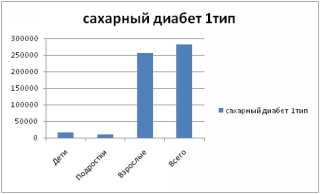 сахарный диабет 1тип
300000
250000
200000
150000
100000
50000
0
Дети
Подростки
Взрослые
Всего
сахарный диабет 1тип